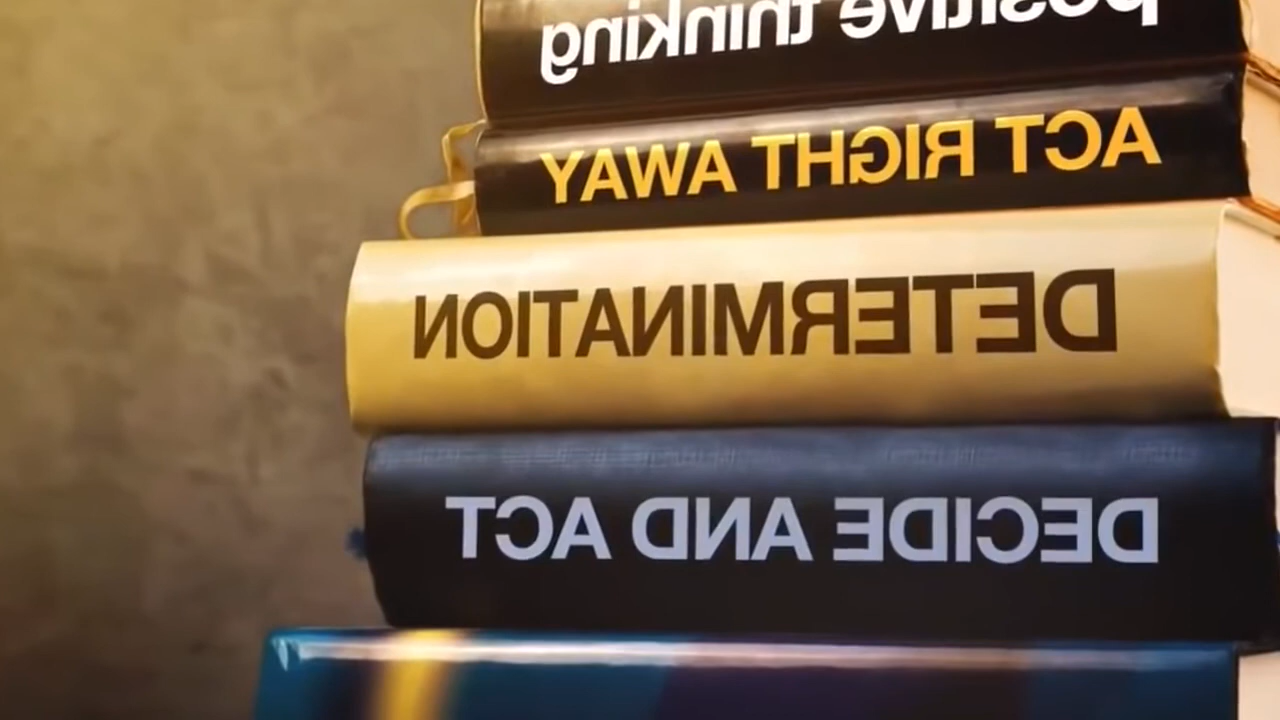 positive thinking
ACT RIGHT AWAY
DETERMINATION
DECIDE AND ACT